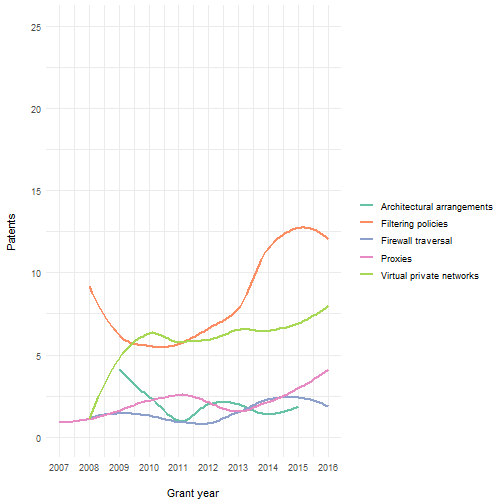 25
20
15
10
5
0
Patents
2007 2008 2009 2010 2011 2012 2013 2014 2015 2016
Grant year
Architectural arrangements
Filtering policies
Firewall traversal
Proxies
Virtual private networks